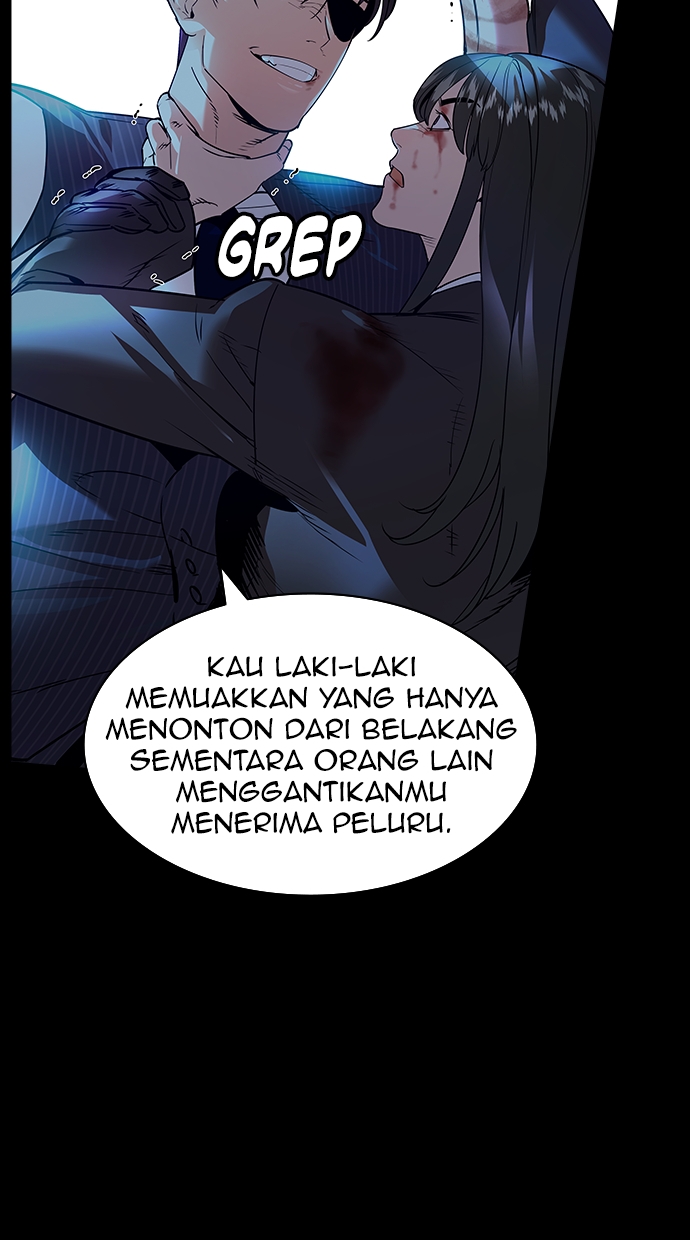 GREP
KAU LAKI-LAKI
MEMUAKKAN YANG HANYA
MENONTON DARI BELAKANG
SEMENTARA ORANG LAIN
MENGGANTIKANMU
MENERIMA PELURU.